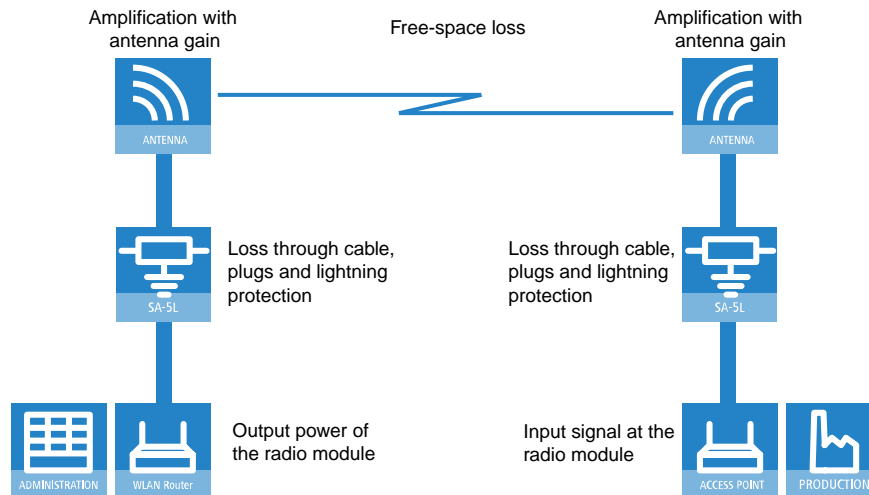 Amplification with
antenna gain
Free-space loss
Amplification with
antenna gain
ANTENNA
ANTENNA
Loss through cable,
plugs and lightning
protection
Loss through cable,
plugs and lightning
protection
SA-5L
SA-5L
Output power of
the radio module
Input signal at the
radio module
ADMINISTRATION
WLAN Router
ACCESS POINT
PRODUCTION